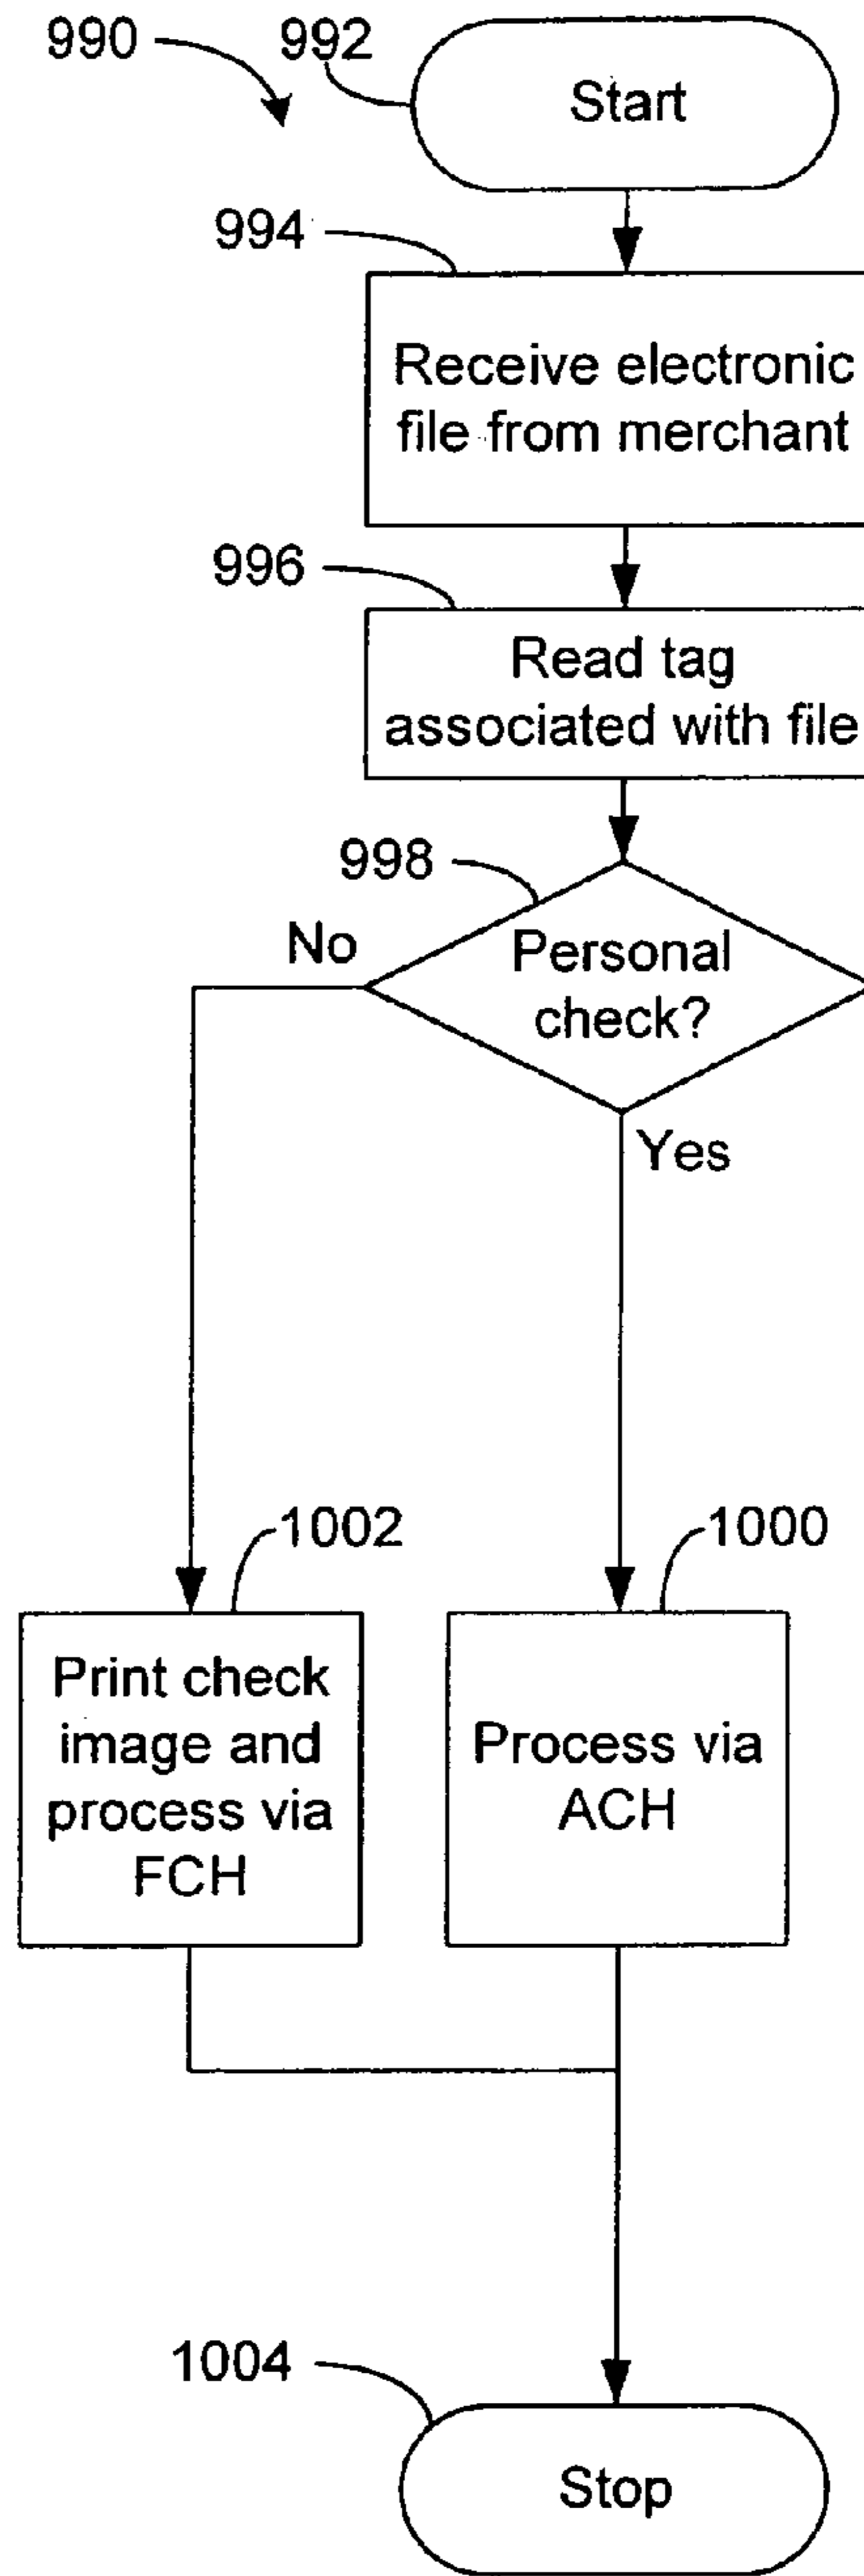 990
992
Start
994
Receive electronic
file from merchant
996
Read tag
associated with file
998
No
Personal
check?
Yes
1002
1000
Print check
image and
process via
FCH
Process via
ACH
1004
Stop